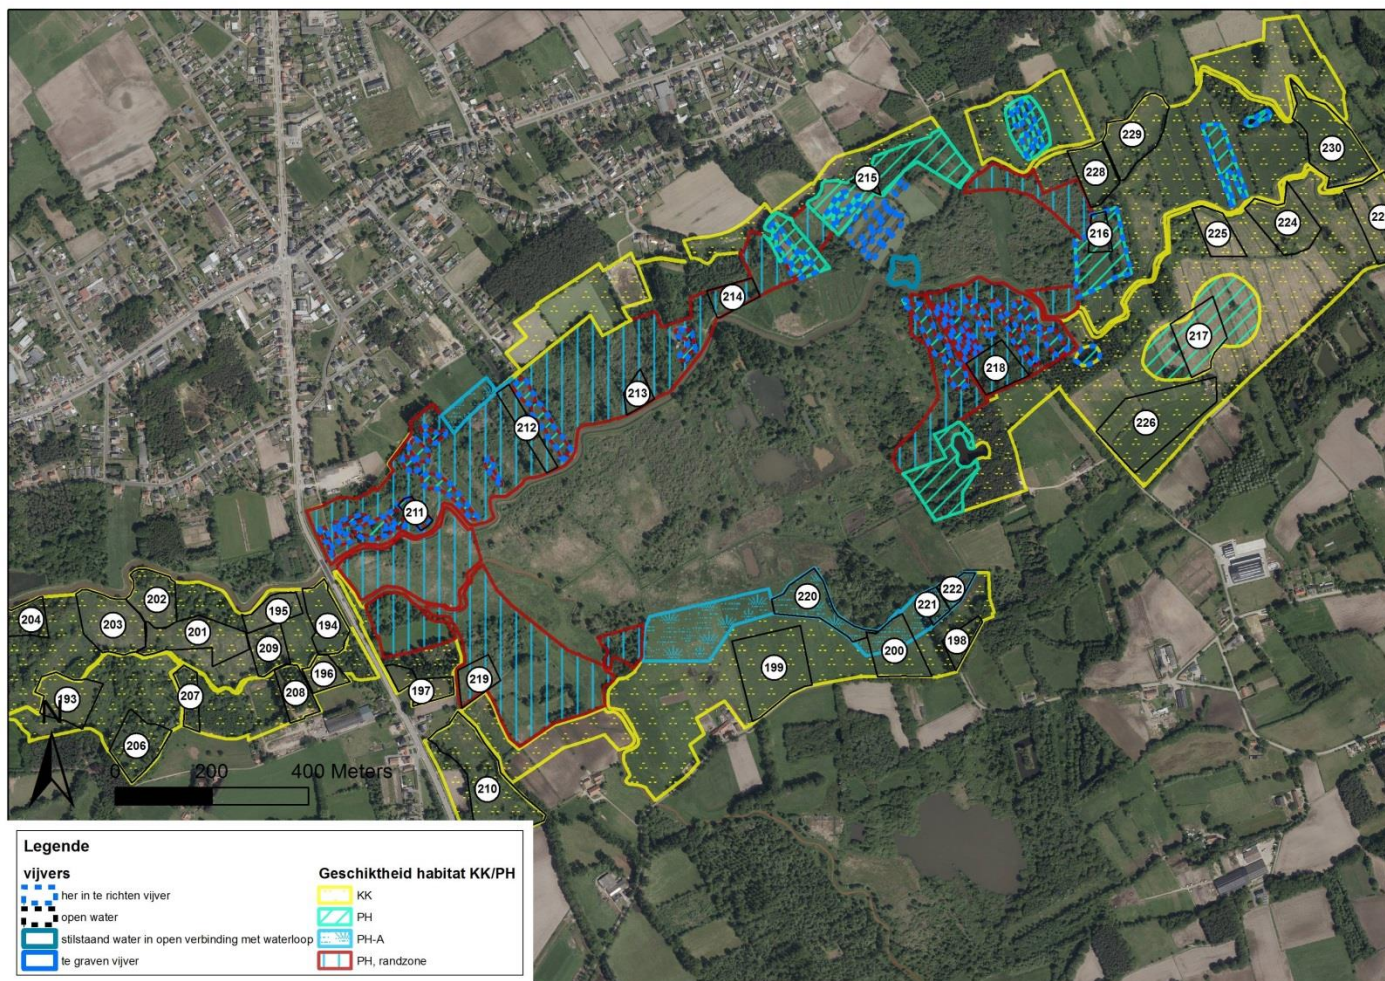 229
230
228
215
216
225
224
22
214
217
218
213
226
212
211
202
195
194
204
203
201
209
220
221
222
198
199
200
196
193
207
208
197
219
206
N
0 200 400 Meters
210
Legende
vijvers
her in te richten vijver
open water
stilstaand water in open verbinding met waterloop
te graven vijver
Geschiktheid habitat KK/PH
KK
PH
PH-A
PH, randzone